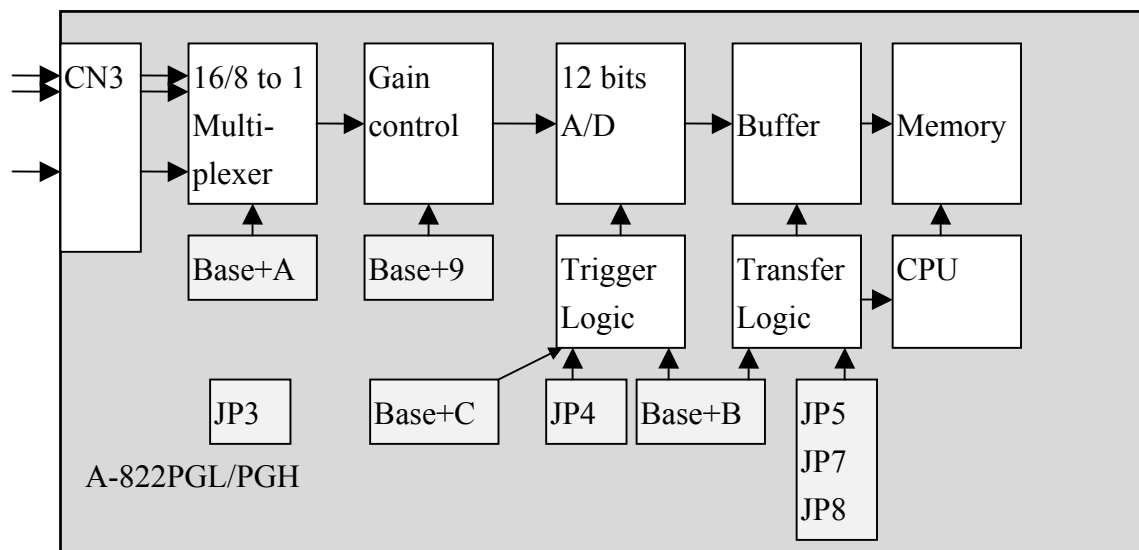 CN3
16/8 to 1
Multi-
plexer
Gain
control
12 bits
A/D
Buffer
Memory
Base+A
Base+9
Trigger
Logic
Transfer
Logic
CPU
JP3
Base+C
JP4
Base+B
JP5
JP7
JP8
A-822PGL/PGH